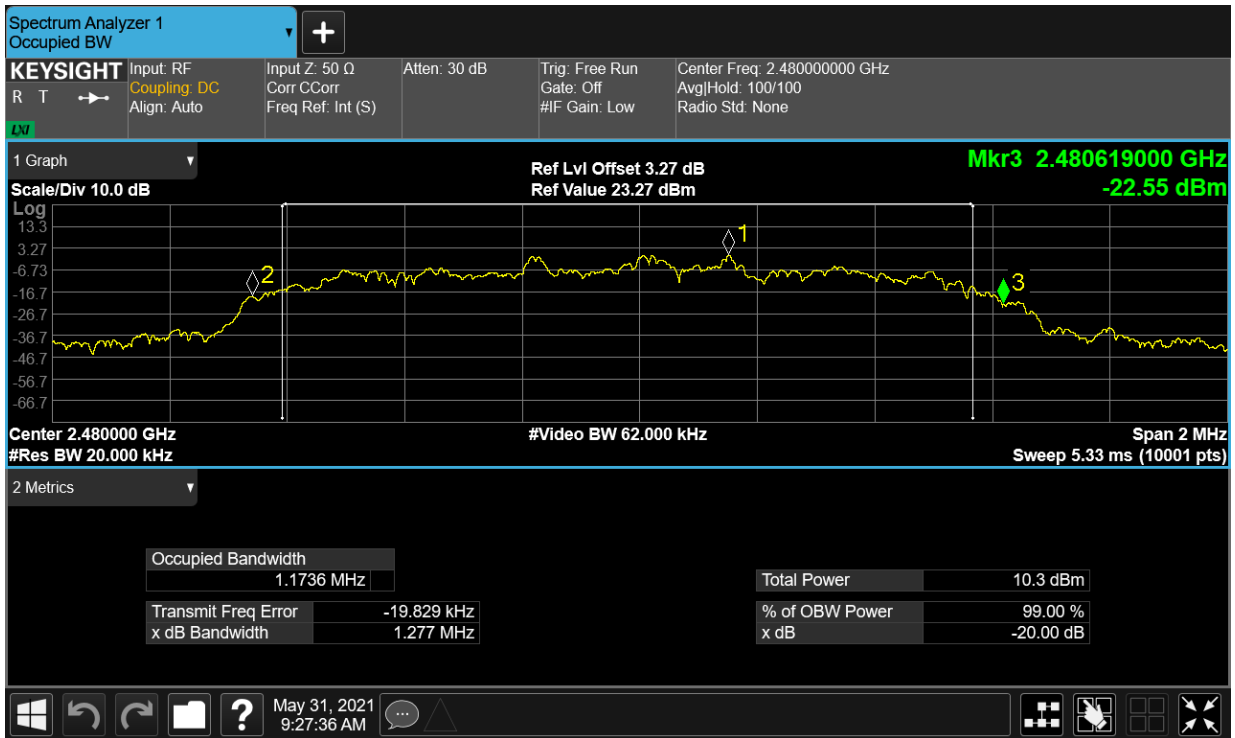 Spectrum Analyzer 1
Occupied BW
KEYSIGHT
R T
LXI
Input: RF
Coupling: DC
Align: Auto
Input Z: 50 Ω
Corr CCorr
Freq Ref: Int (S)
Atten: 30 dB
Trig: Free Run
Gate: Off
#IF Gain: Low
Center Freq: 2.480000000 GHz
Avg|Hold: 100/100
Radio Std: None
1 Graph
Scale/Div 10.0 dB
Ref Lvl Offset 3.27 dB
Ref Value 23.27 dBm
Mkr3 2.480619000 GHz
-22.55 dBm
Log
13.3
3.27
-6.73
-16.7
-26.7
-36.7
-46.7
-56.7
-66.7
2
1
3
Center 2.480000 GHz
#Res BW 20.000 kHz
#Video BW 62.000 kHz
Span 2 MHz
Sweep 5.33 ms (10001 pts)
2 Metrics
Occupied Bandwidth
1.1736 MHz
Transmit Freq Error -19.829 kHz
x dB Bandwidth 1.277 MHz
Total Power 10.3 dBm
% of OBW Power 99.00 %
x dB -20.00 dB
?
May 31, 2021
9:27:36 AM